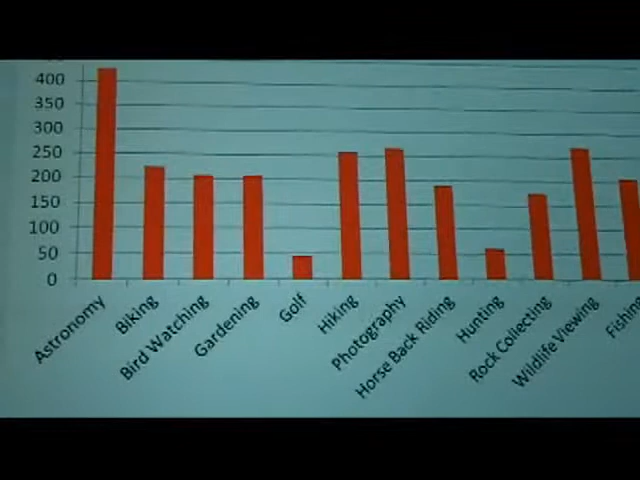 400
350
300
250
200
150
100
50
0
Astronomy
Biking
Bird Watching
Gardening
Golf
Hiking
Photography
Horse Back Riding
Hunting
Rock Collecting
Wildlife Viewing